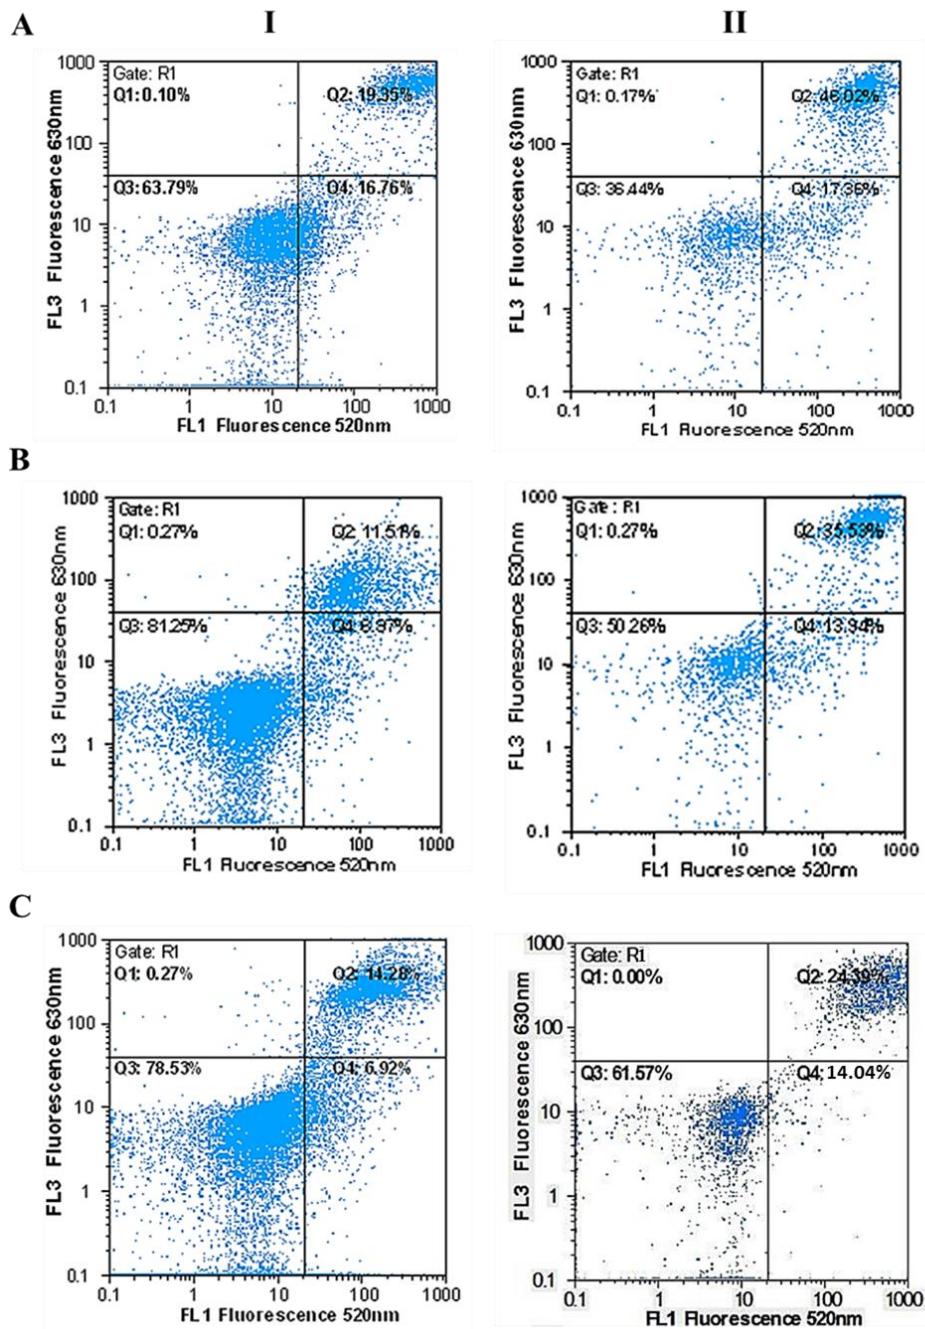 A
I
II
1000
100
10
1
0.1
Gate: R1
Q1: 0.10%
Q2: 19.35%
Q3: 63.79%
Q4: 16.76%
FL3 Fluorescence 630nm
0.1 1 10 100 1000
FL1 Fluorescence 520nm
1000
100
10
1
0.1
Gate: R1
Q1: 0.17%
Q2: 46.02%
Q3: 36.44%
Q4: 17.36%
FL3 Fluorescence 630nm
0.1 1 10 100 1000
FL1 Fluorescence 520nm
B
1000
100
10
1
0.1
Gate: R1
Q1: 0.27%
Q2: 11.51%
Q3: 81.25%
Q4: 6.97%
FL3 Fluorescence 630nm
0.1 1 10 100 1000
FL1 Fluorescence 520nm
1000
100
10
1
0.1
Gate: R1
Q1: 0.27%
Q2: 35.53%
Q3: 50.26%
Q4: 13.94%
FL3 Fluorescence 630nm
0.1 1 10 100 1000
FL1 Fluorescence 520nm
C
1000
100
10
1
0.1
Gate: R1
Q1: 0.27%
Q2: 14.28%
Q3: 78.53%
Q4: 6.92%
FL3 Fluorescence 630nm
0.1 1 10 100 1000
FL1 Fluorescence 520nm
1000
100
10
1
0.1
Gate: R1
Q1: 0.00%
Q2: 24.39%
Q3: 61.57%
Q4: 14.04%
FL3 Fluorescence 630nm
0.1 1 10 100 1000
FL1 Fluorescence 520nm